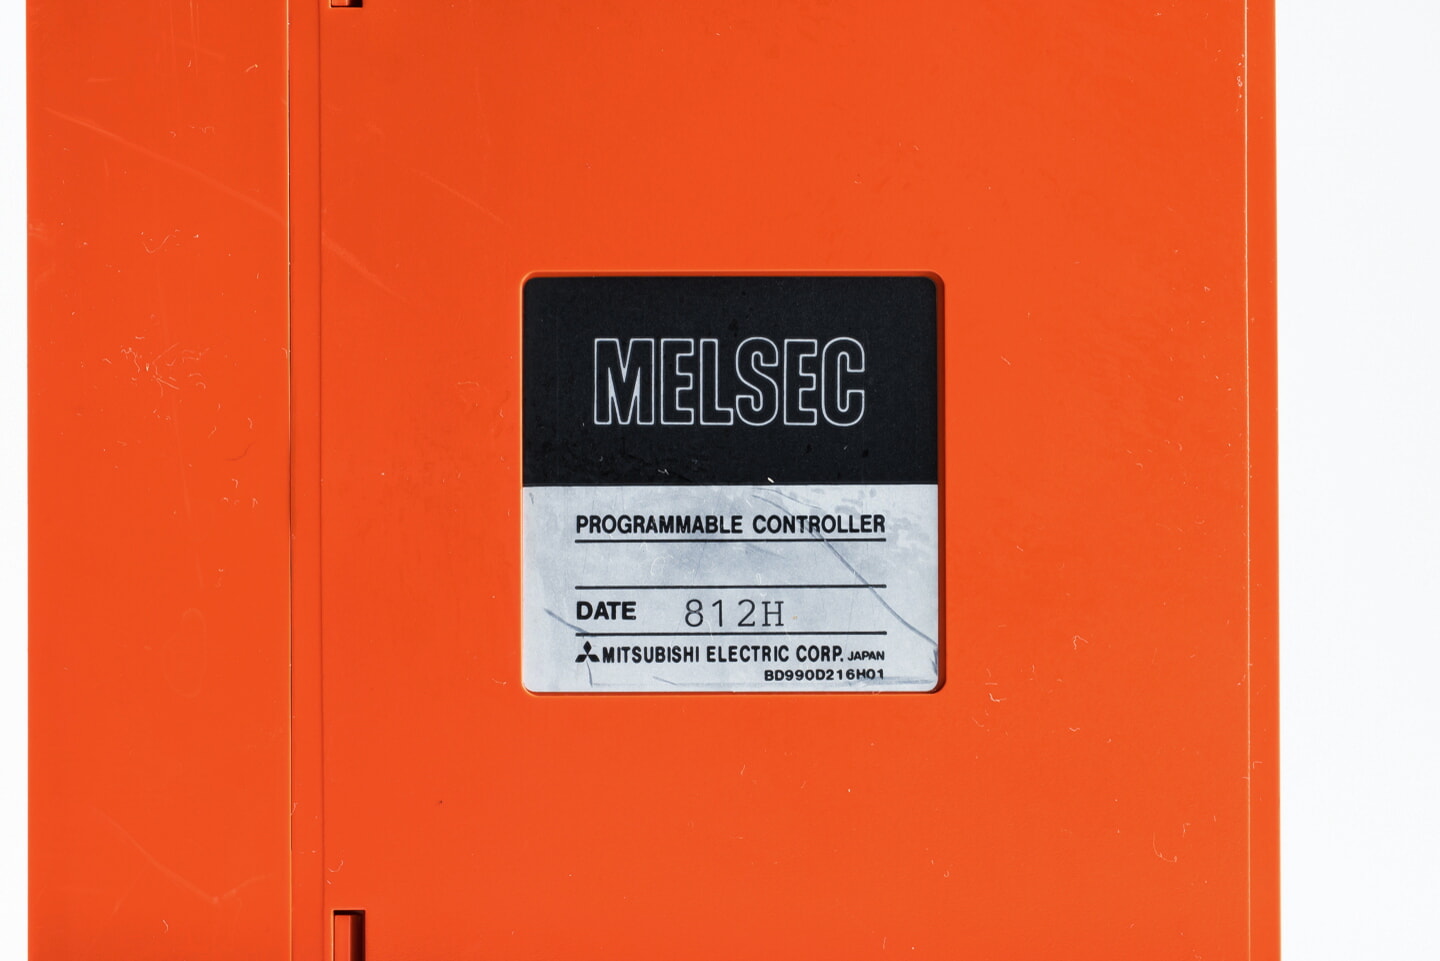 MELSEC
PROGRAMMABLE CONTROLLER
DATE 812H
MITSUBISHI ELECTRIC CORP. JAPAN
BD990D216H01